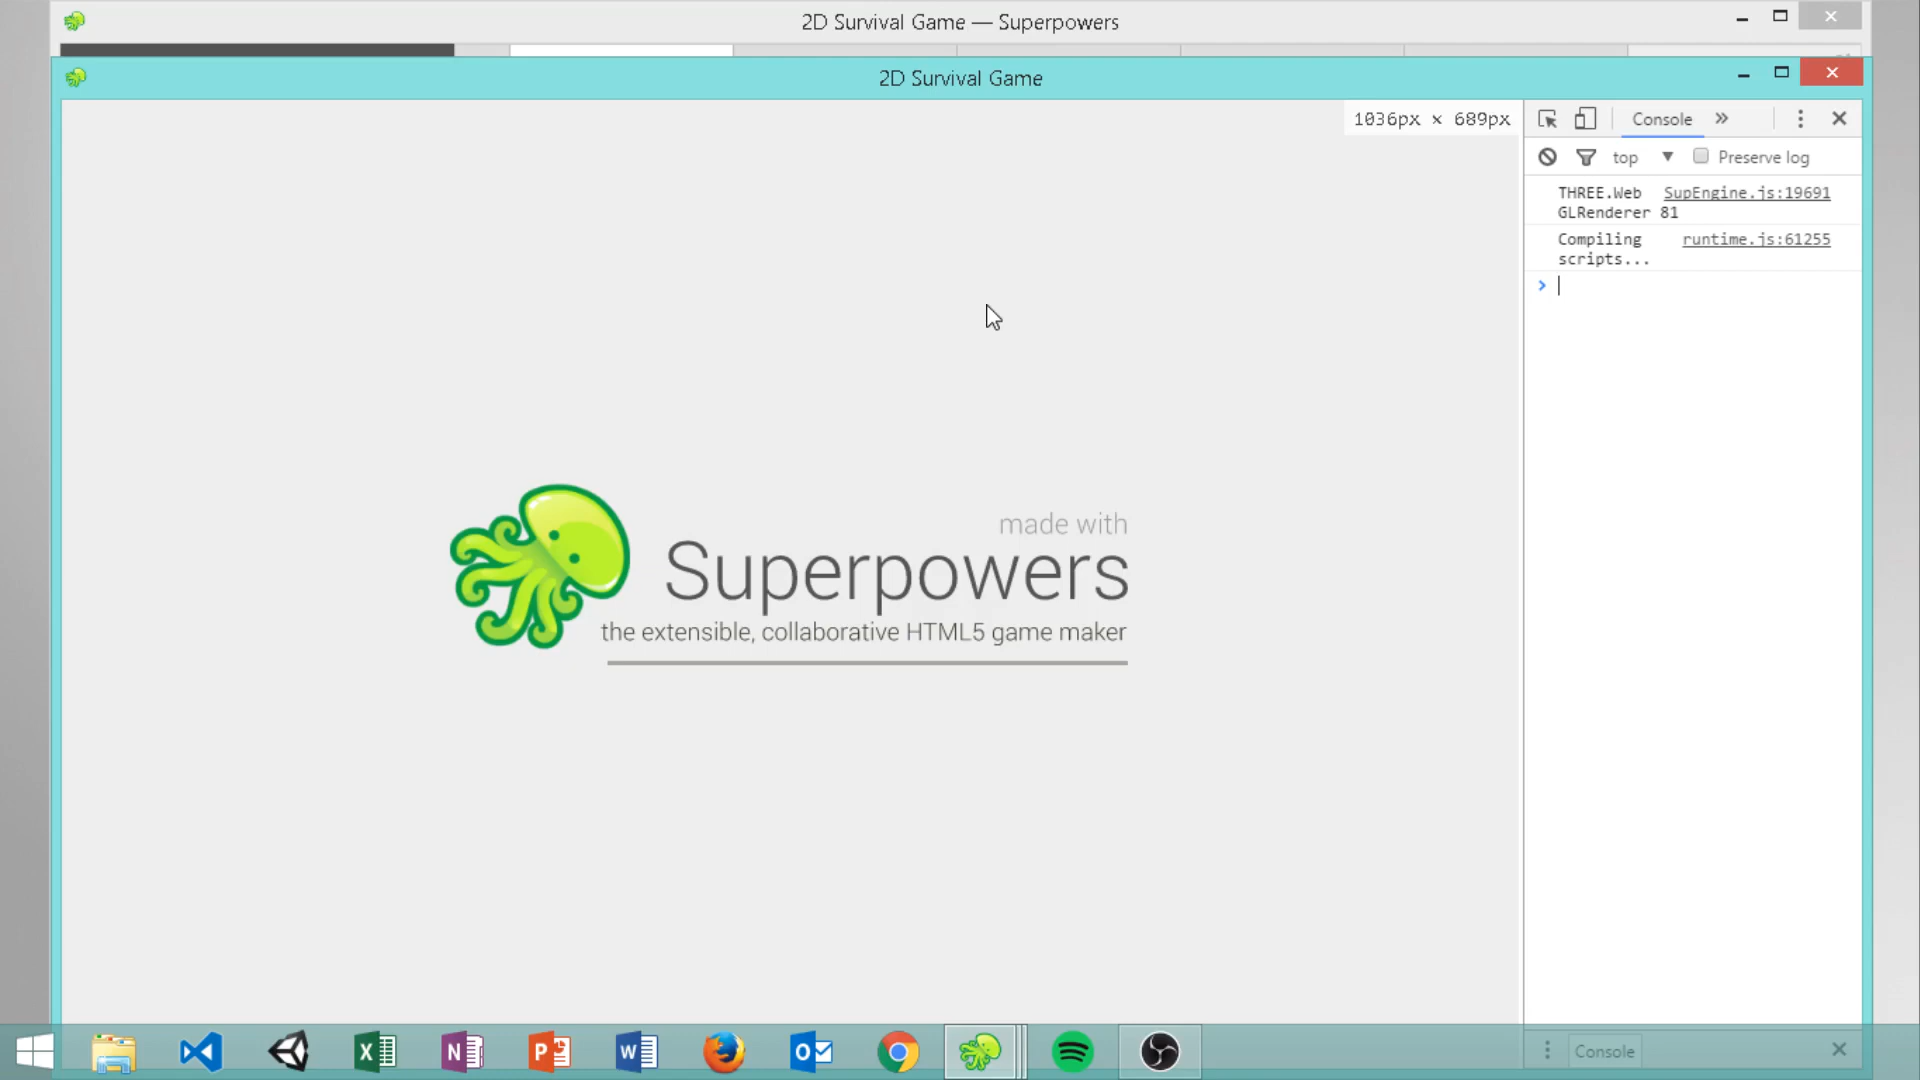 2D Survival Game — Superpowers
2D Survival Game
1036px × 689px
Console »
top ▼ Preserve log
THREE.Web SupEngine.js:19691
GLRenderer 81
Compiling runtime.js:61255
scripts...
made with
Superpowers
the extensible, collaborative HTML5 game maker
Console